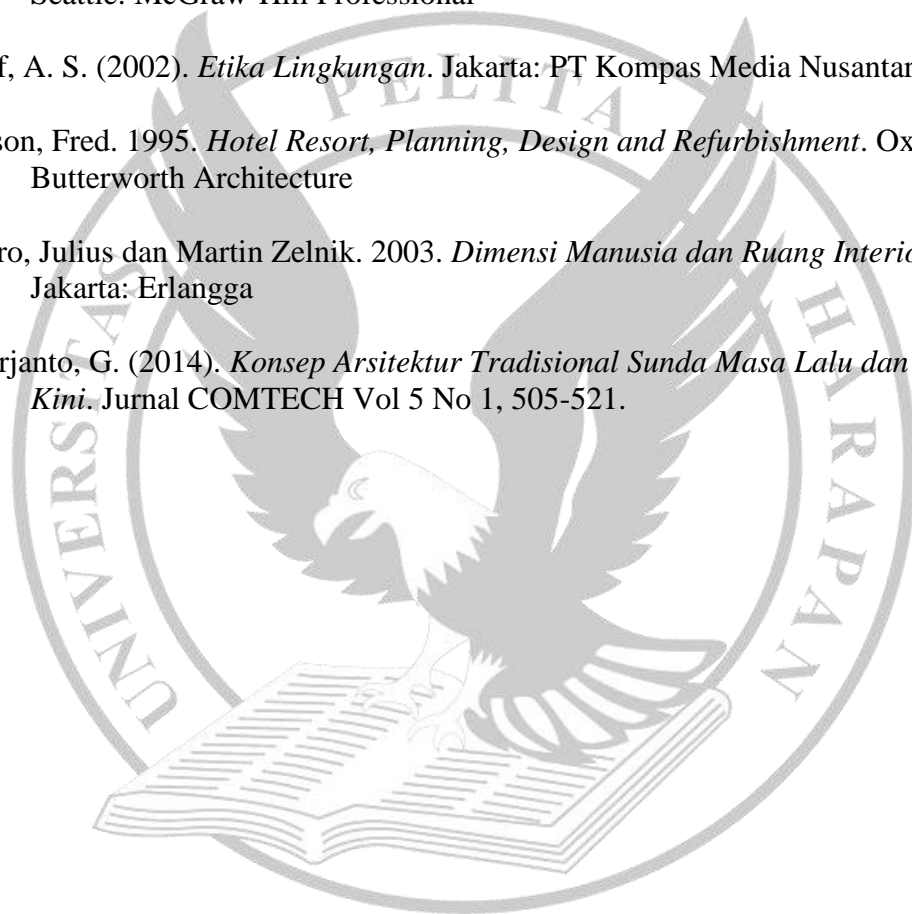 Seattle: McGraw-Hill Professional
f, A. S. (2002). Etika Lingkungan. Jakarta: PT Kompas Media Nusantar
son, Fred. 1995. Hotel Resort, Planning, Design and Refurbishment. Ox
Butterworth Architecture
ro, Julius dan Martin Zelnik. 2003. Dimensi Manusia dan Ruang Interio
Jakarta: Erlangga
rjanto, G. (2014). Konsep Arsitektur Tradisional Sunda Masa Lalu dan
Kini. Jurnal COMTECH Vol 5 No 1, 505-521.
UNIVERSITAS PELITA HARAPAN